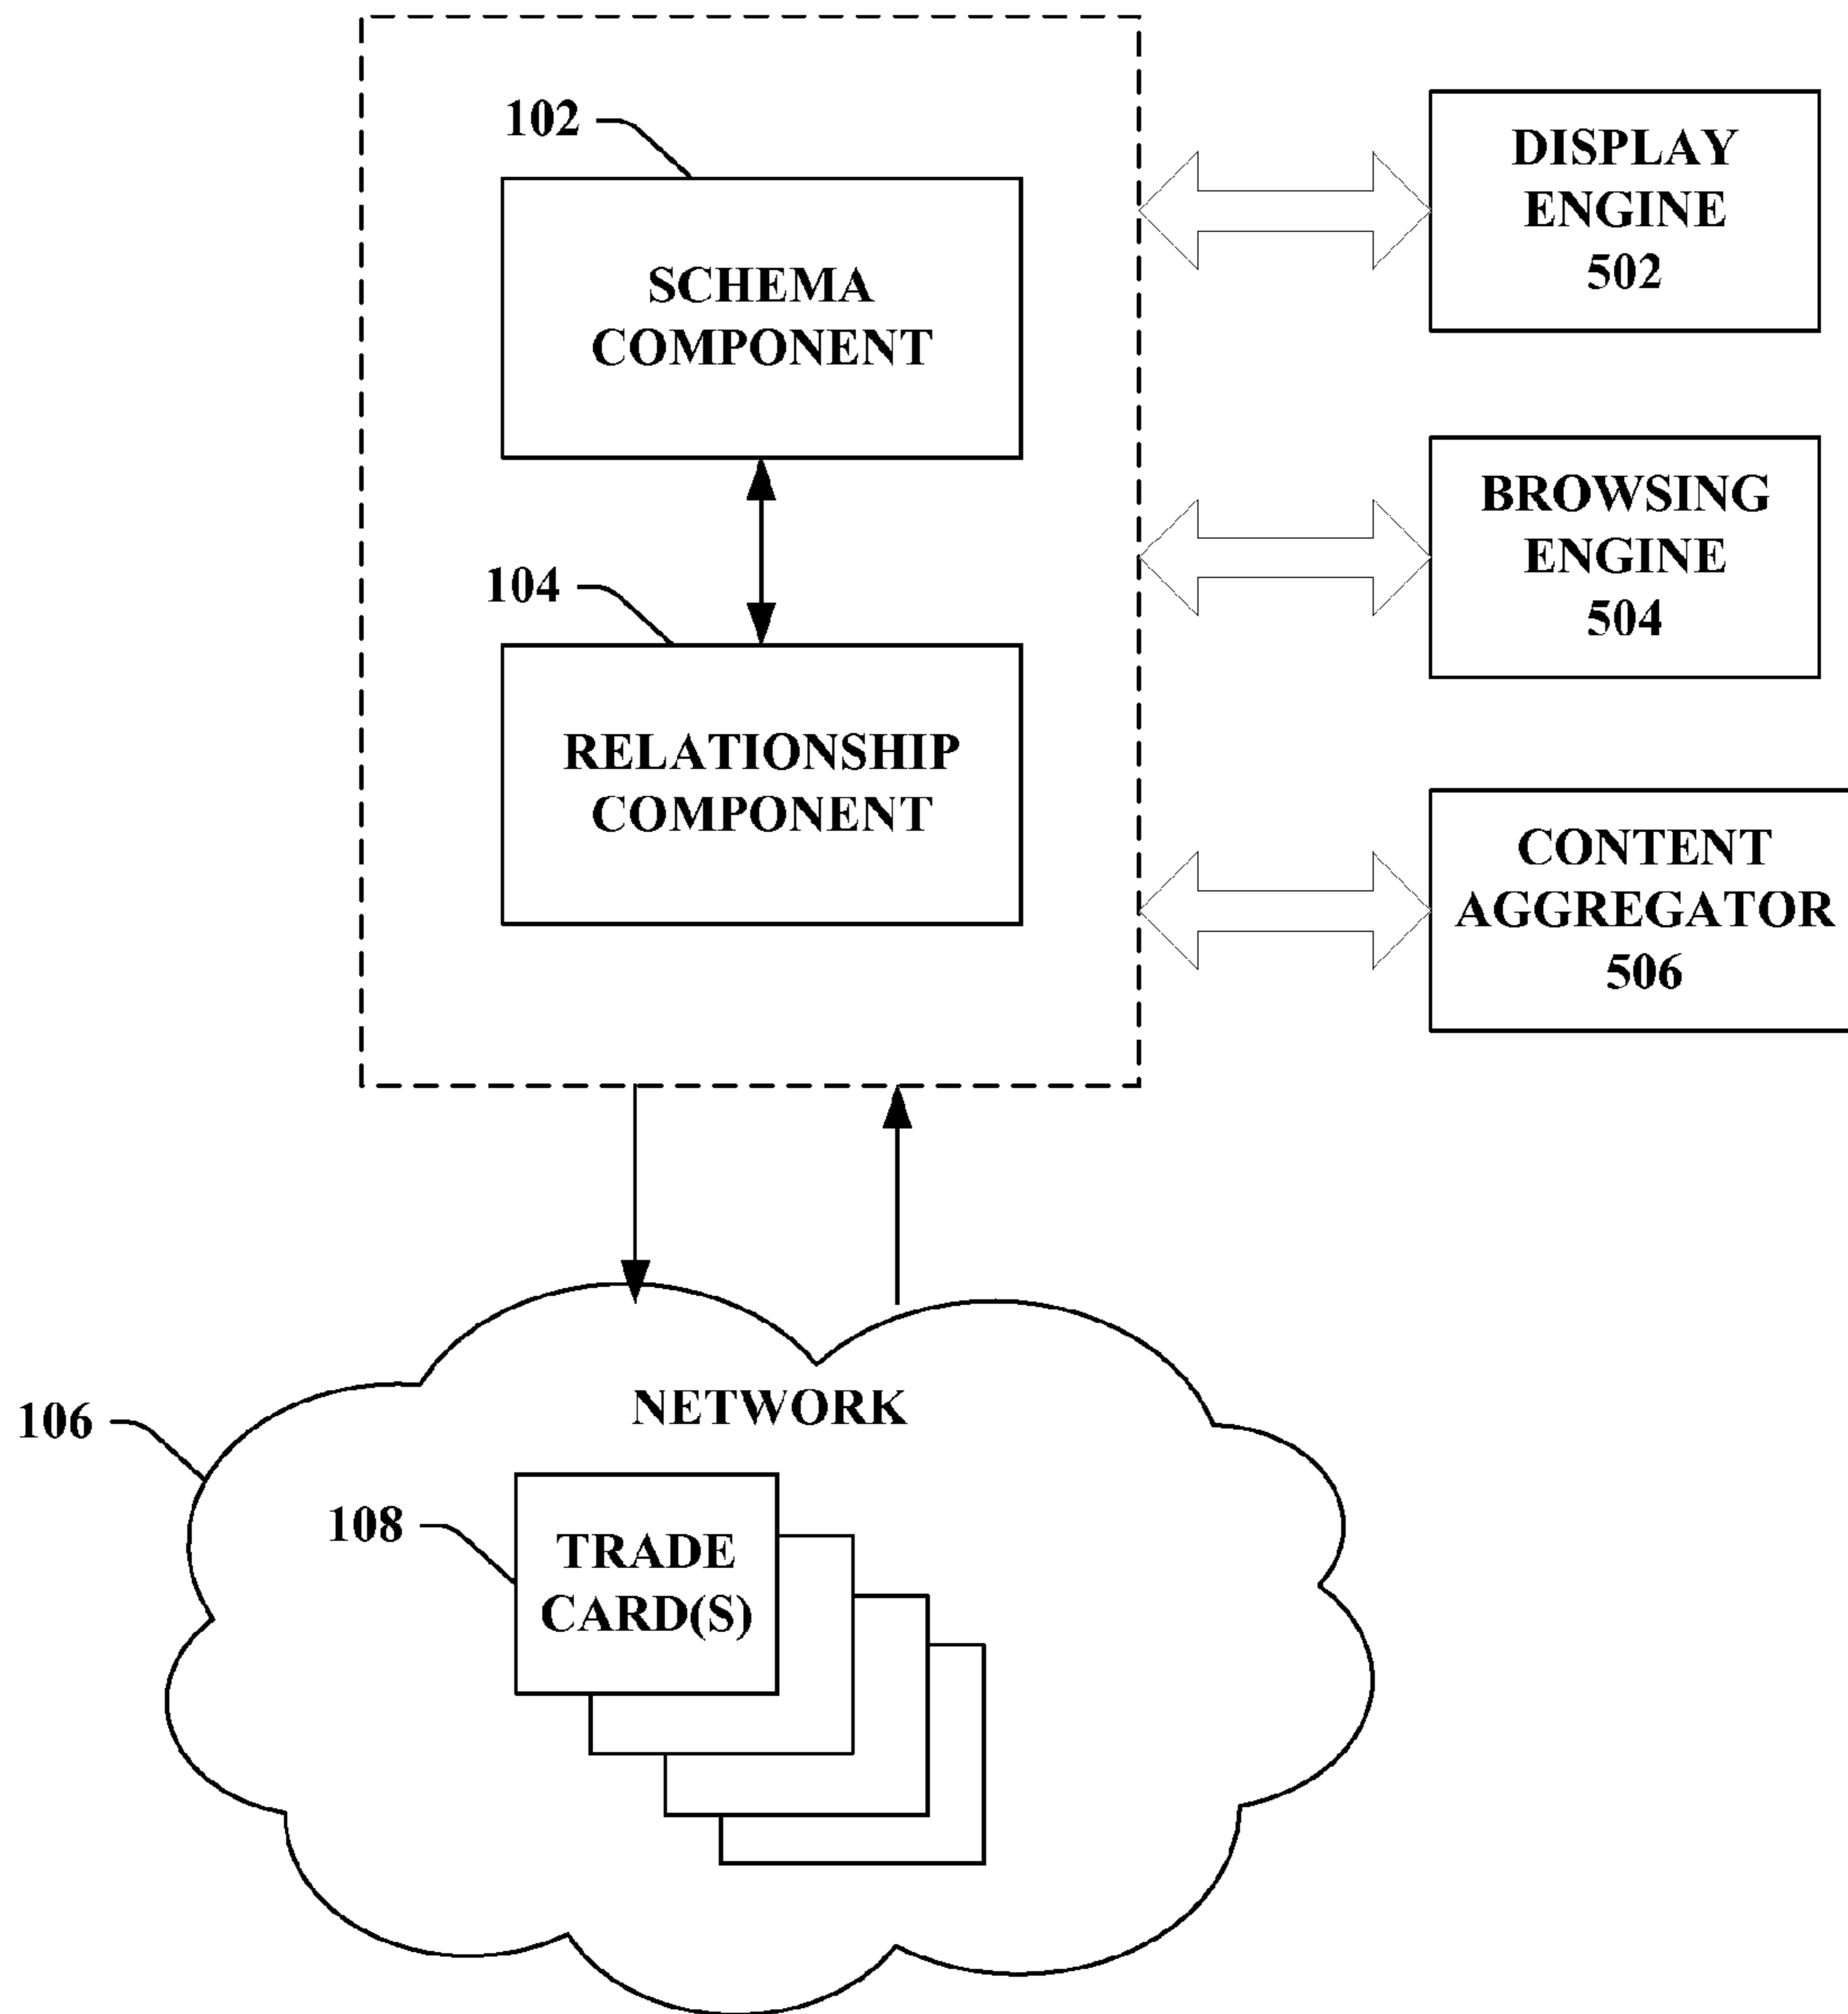 102
SCHEMA
COMPONENT
104
RELATIONSHIP
COMPONENT
DISPLAY
ENGINE
502
BROWSING
ENGINE
504
CONTENT
AGGREGATOR
506
106
NETWORK
108
TRADE
CARD(S)